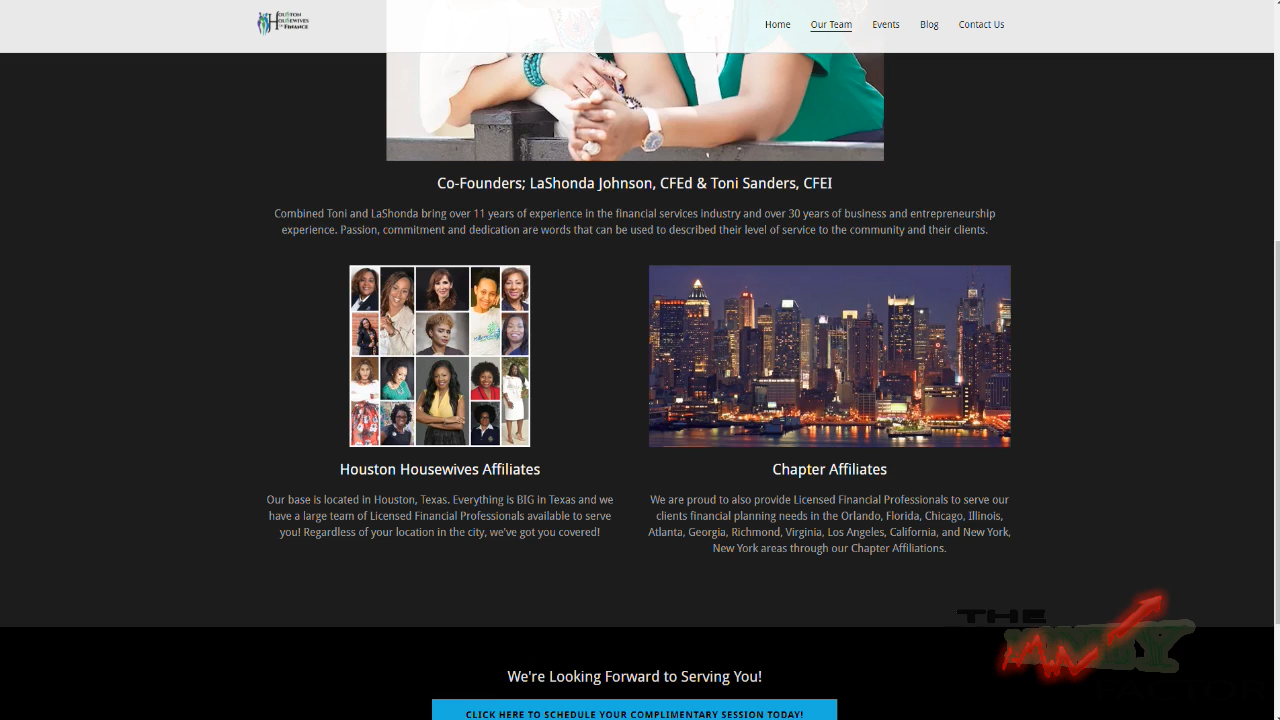 HOUSTON
HOUSEWIVES
FINANCE
Home Our Team Events Blog Contact Us
Co-Founders; LaShonda Johnson, CFEd & Toni Sanders, CFEI
Combined Toni and LaShonda bring over 11 years of experience in the financial services industry and over 30 years of business and entrepreneurship
experience. Passion, commitment and dedication are words that can be used to described their level of service to the community and their clients.
Houston Housewives Affiliates
Our base is located in Houston, Texas. Everything is BIG in Texas and we
have a large team of Licensed Financial Professionals available to serve
you! Regardless of your location in the city, we've got you covered!
Chapter Affiliates
We are proud to also provide Licensed Financial Professionals to serve our
clients financial planning needs in the Orlando, Florida, Chicago, Illinois,
Atlanta, Georgia, Richmond, Virginia, Los Angeles, California, and New York,
New York areas through our Chapter Affiliations.
THE
FACTOR
We're Looking Forward to Serving You!
CLICK HERE TO SCHEDULE YOUR COMPLIMENTARY SESSION TODAY!